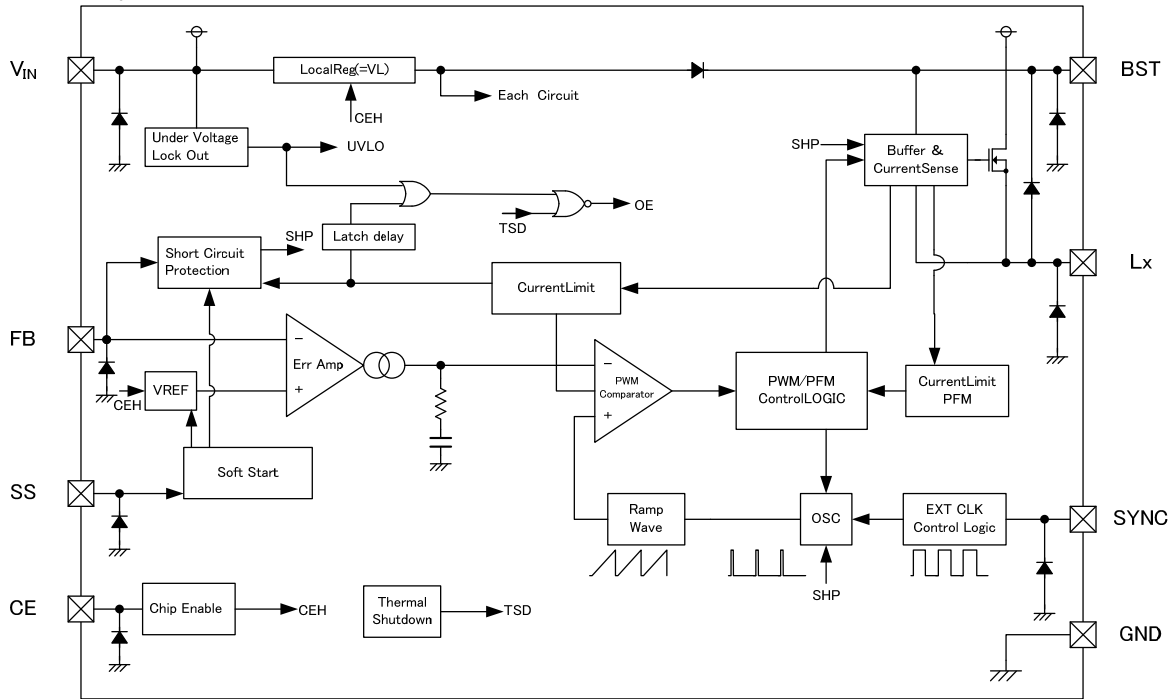 VIN
LocalReg(=VL)
BST
Each Circuit
CEH
Under Voltage
Lock Out
UVLO
SHP
Buffer &
CurrentSense
OE
TSD
Latch delay
SHP
Short Circuit
Protection
CurrentLimit
Lx
FB
−
Err Amp
+
VREF
CEH
−
PWM
Comparator
+
PWM/PFM
ControlLOGIC
CurrentLimit
PFM
Soft Start
SS
Ramp
Wave
OSC
EXT CLK
Control Logic
SYNC
SHP
CE
Chip Enable
CEH
Thermal
Shutdown
TSD
GND